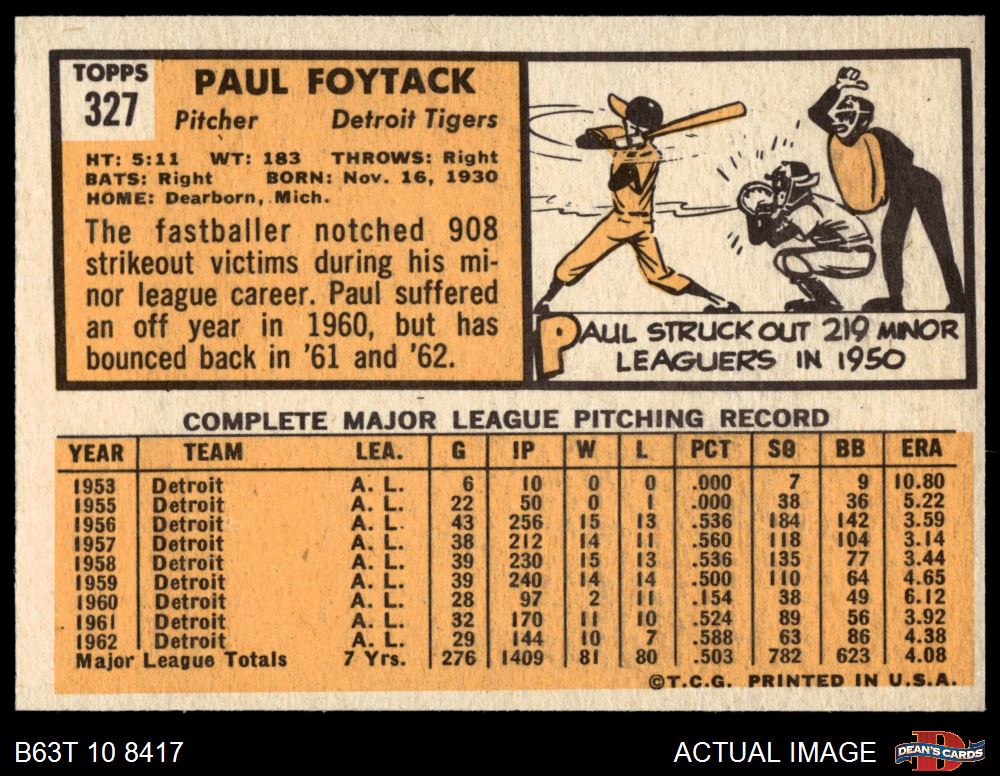 TOPPS
327
PAUL FOYTACK
Pitcher Detroit Tigers
HT: 5:11 WT: 183 THROWS: Right
BATS: Right BORN: Nov. 16, 1930
HOME: Dearborn, Mich.
The fastballer notched 908
strikeout victims during his mi-
nor league career. Paul suffered
an off year in 1960, but has
bounced back in '61 and '62.
PAUL STRUCK OUT 219 MINOR
LEAGUERS IN 1950
COMPLETE MAJOR LEAGUE PITCHING RECORD
YEAR TEAM LEA. G IP W L PCT SO BB ERA
1953 Detroit A. L. 6 10 0 0 .000 7 9 10.80
1955 Detroit A. L. 22 50 0 1 .000 38 36 5.22
1956 Detroit A. L. 43 256 15 13 .536 184 142 3.59
1957 Detroit A. L. 38 212 14 11 .560 118 104 3.14
1958 Detroit A. L. 39 230 15 13 .536 135 77 3.44
1959 Detroit A. L. 39 240 14 14 .500 110 64 4.65
1960 Detroit A. L. 28 97 2 11 .154 38 49 6.12
1961 Detroit A. L. 32 170 11 10 .524 89 56 3.92
1962 Detroit A. L. 29 144 10 7 .588 63 86 4.38
Major League Totals 7 Yrs. 276 1409 81 80 .503 782 623 4.08
©T.C.G. PRINTED IN U.S.A.
B63T 10 8417 ACTUAL IMAGE DEAN'S CARDS